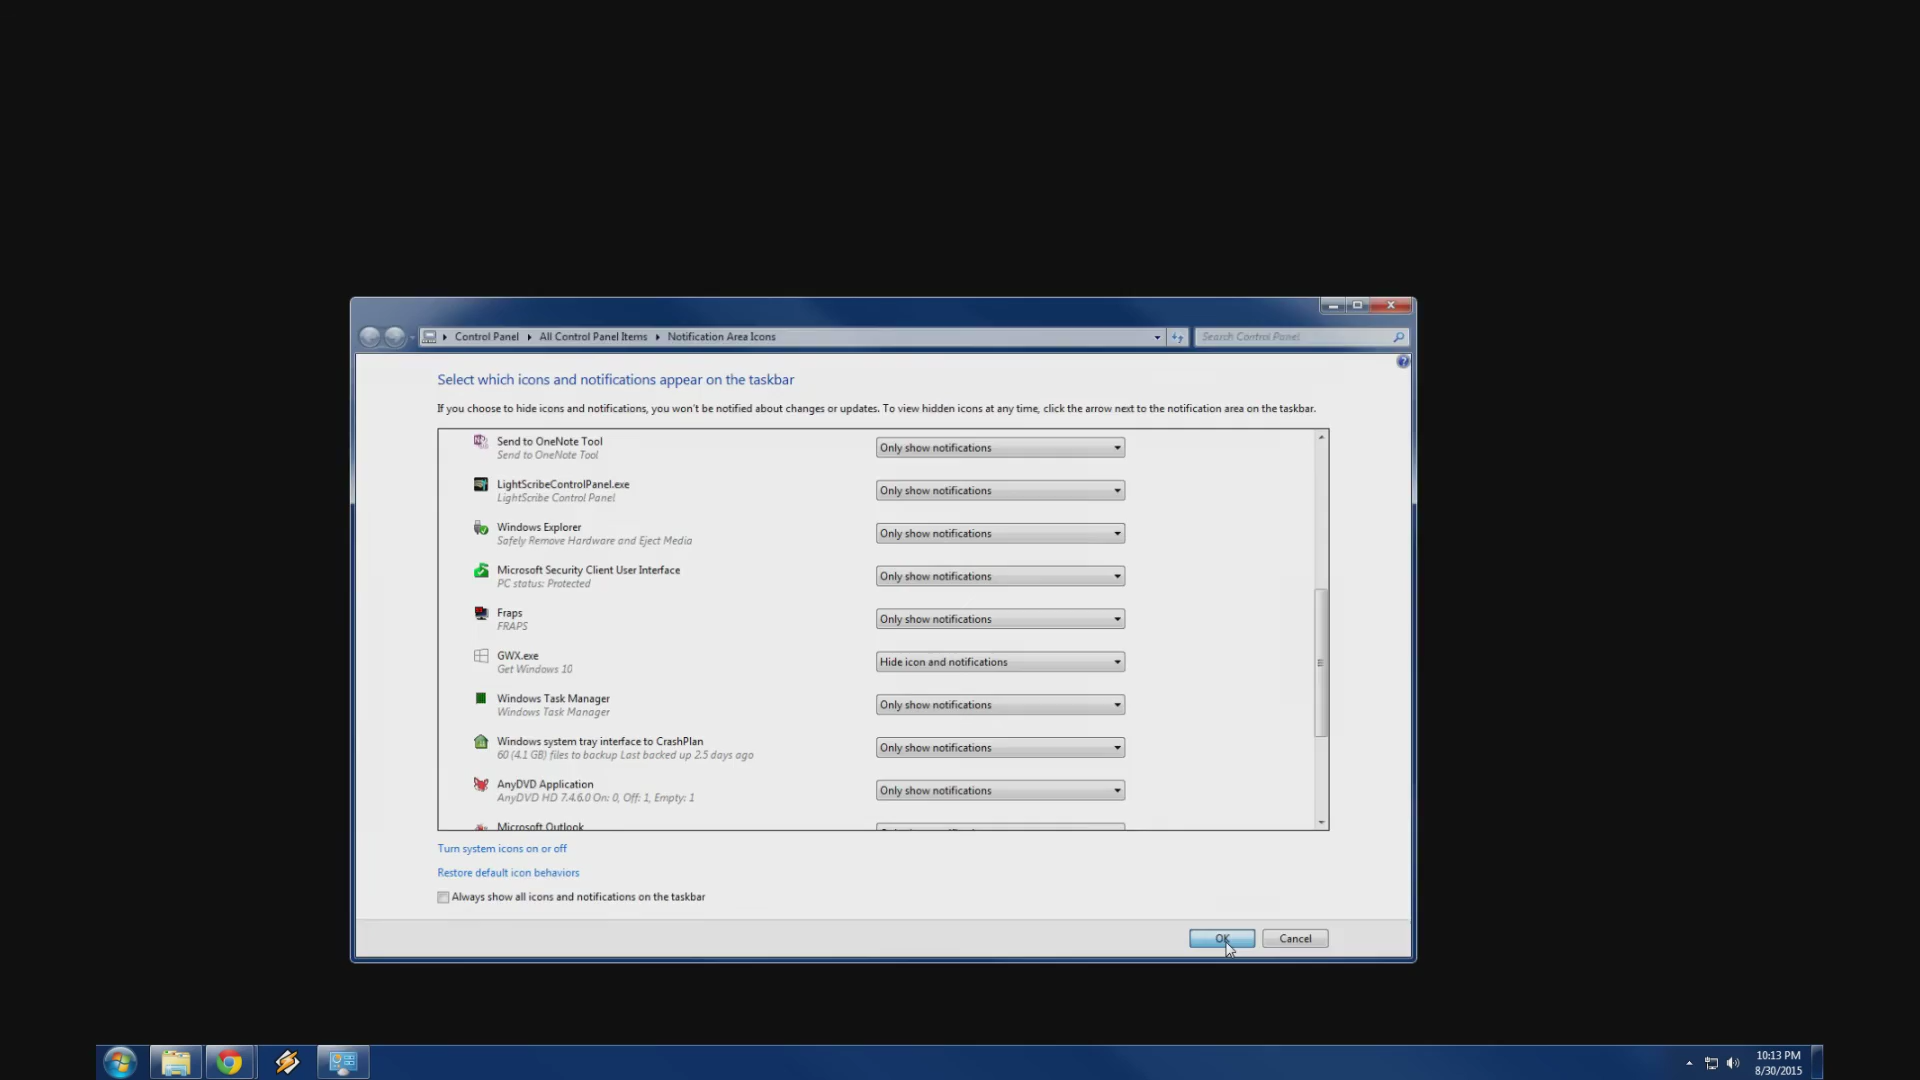 Control Panel ▸ All Control Panel Items ▸ Notification Area Icons
Search Control Panel
Select which icons and notifications appear on the taskbar
If you choose to hide icons and notifications, you won't be notified about changes or updates. To view hidden icons at any time, click the arrow next to the notification area on the taskbar.
Send to OneNote Tool
Send to OneNote Tool
Only show notifications
LightScribeControlPanel.exe
LightScribe Control Panel
Only show notifications
Windows Explorer
Safely Remove Hardware and Eject Media
Only show notifications
Microsoft Security Client User Interface
PC status: Protected
Only show notifications
Fraps
FRAPS
Only show notifications
GWX.exe
Get Windows 10
Hide icon and notifications
Windows Task Manager
Windows Task Manager
Only show notifications
Windows system tray interface to CrashPlan
60 (4.1 GB) files to backup Last backed up 2.5 days ago
Only show notifications
AnyDVD Application
AnyDVD HD 7.4.6.0 On: 0, Off: 1, Empty: 1
Only show notifications
Microsoft Outlook
Turn system icons on or off
Restore default icon behaviors
Always show all icons and notifications on the taskbar
OK
Cancel
10:13 PM
8/30/2015